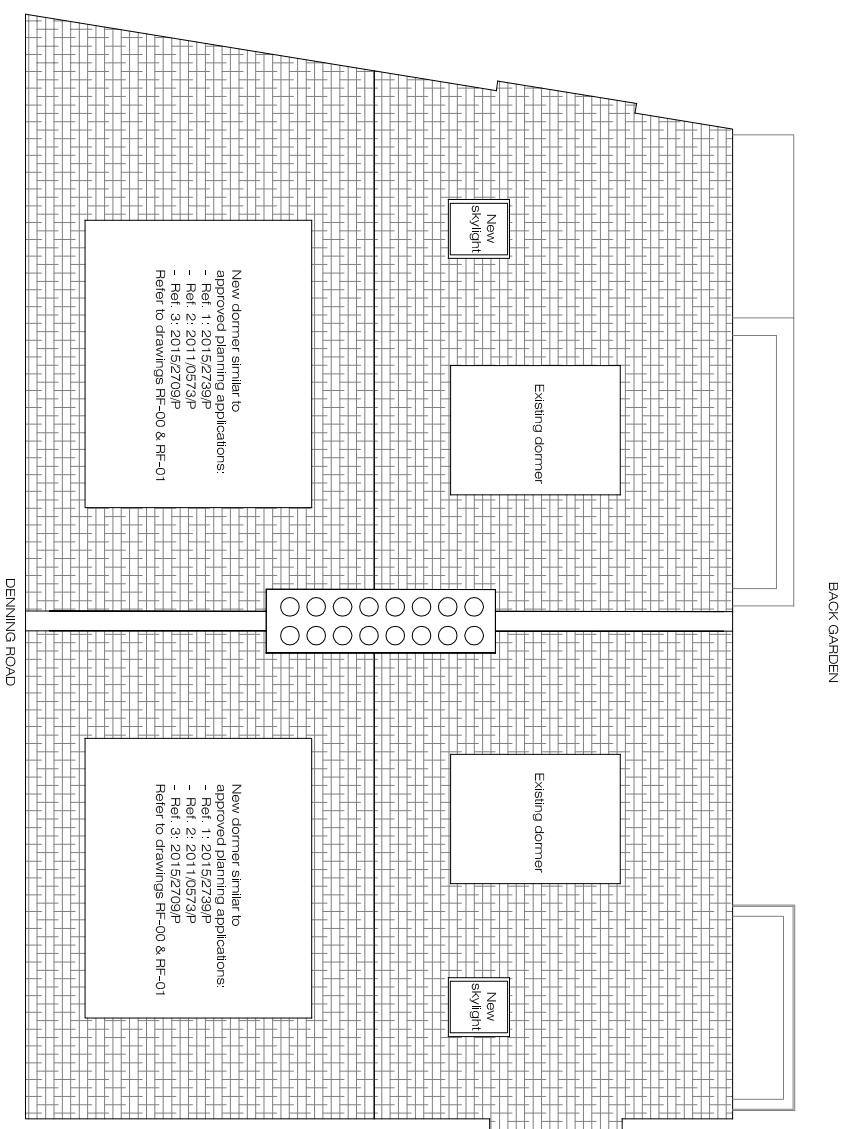 BACK GARDEN
New
skylight
Existing dormer
Existing dormer
New
skylight
New dormer similar to
approved planning applications:
- Ref. 1: 2015/2739/P
- Ref. 2: 2011/0573/P
- Ref. 3: 2015/2709/P
Refer to drawings RF-00 & RF-01
New dormer similar to
approved planning applications:
- Ref. 1: 2015/2739/P
- Ref. 2: 2011/0573/P
- Ref. 3: 2015/2709/P
Refer to drawings RF-00 & RF-01
DENNING ROAD